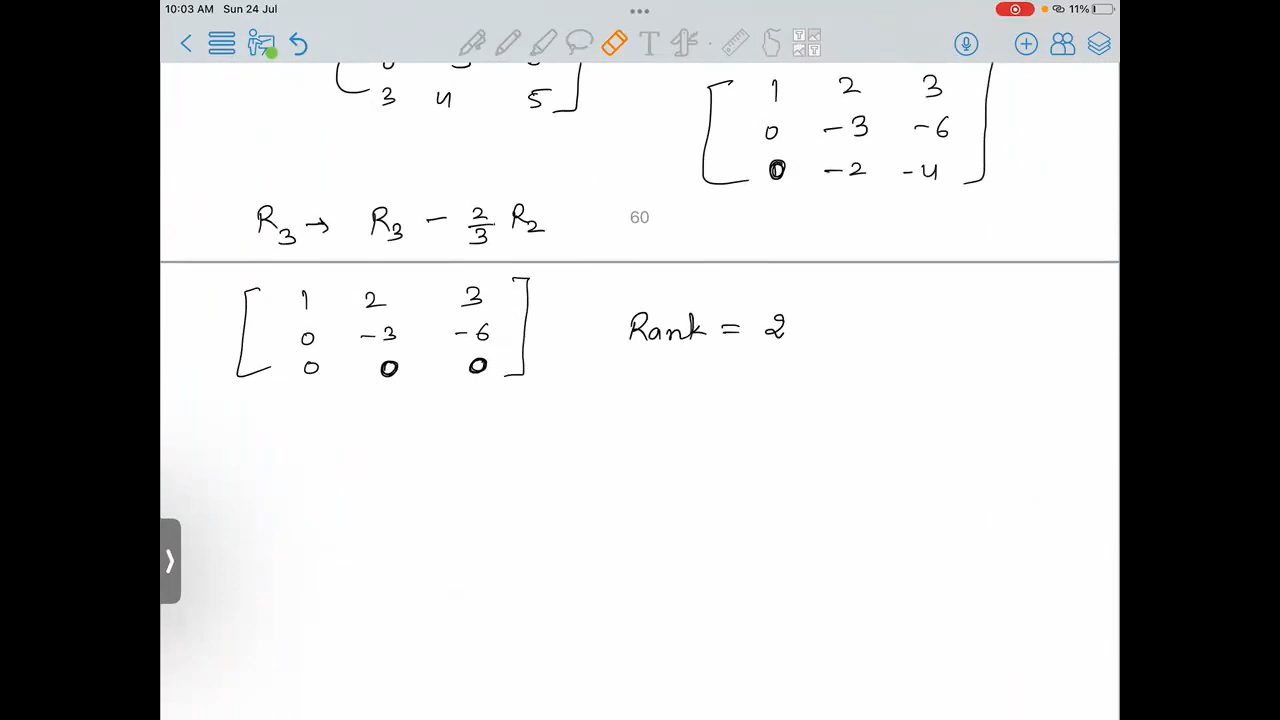 10:03 AM Sun 24 Jul
11%
3 4 5
1 2 3
0 -3 -6
0 -2 -4
R3 → R3 - 2/3 R2
60
1 2 3
0 -3 -6
0 0 0
Rank = 2